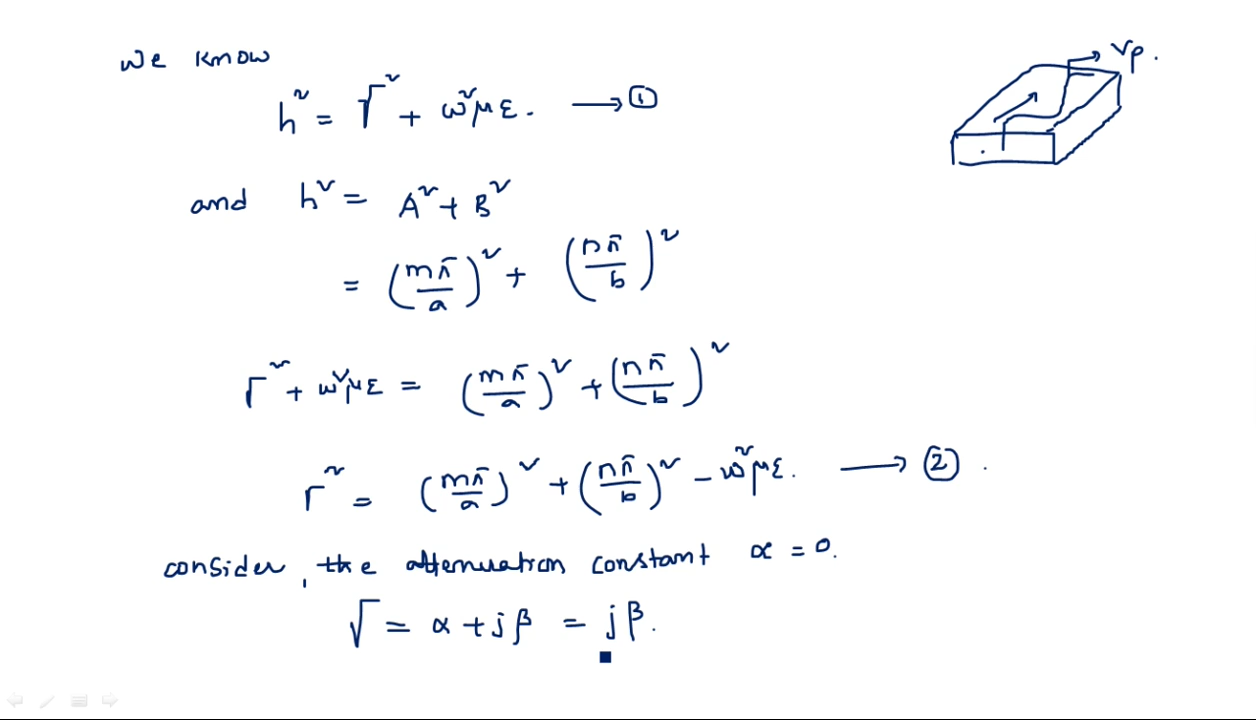 we know
Vp.
h² = Γ² + ω²με. → ①
and h² = A² + B²
= (mπ/a)² + (nπ/b)²
Γ² + ω²με = (mπ/a)² + (nπ/b)²
Γ² = (mπ/a)² + (nπ/b)² - ω²με. → ② .
consider, the attenuation constant α = 0.
Γ = α + jβ = jβ.